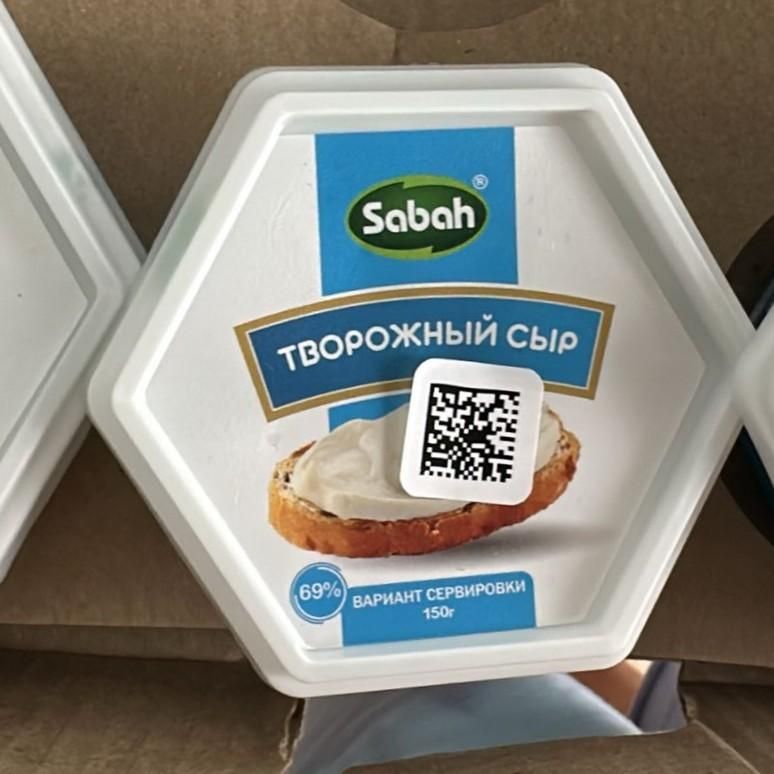 Sabah®
ТВОРОЖНЫЙ СЫР
69%
ВАРИАНТ СЕРВИРОВКИ
150г